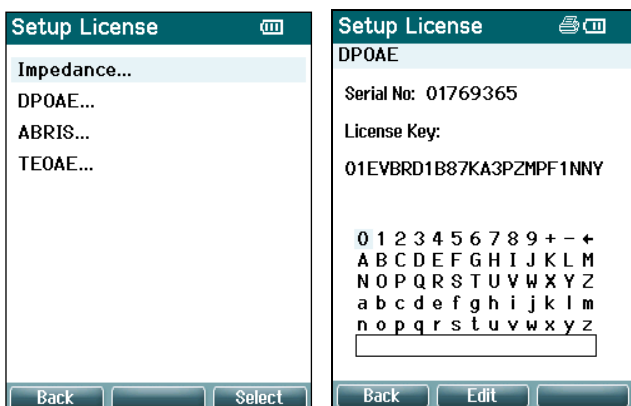 Setup License
Impedance...
DPOAE...
ABRIS...
TEOAE...
Back
Select
Setup License
DPOAE
Serial No: 01769365
License Key:
01EVBRD1B87KA3PZMPF1NNY
0 1 2 3 4 5 6 7 8 9 + - ←
A B C D E F G H I J K L M
N O P Q R S T U V W X Y Z
a b c d e f g h i j k l m
n o p q r s t u v w x y z
Back
Edit